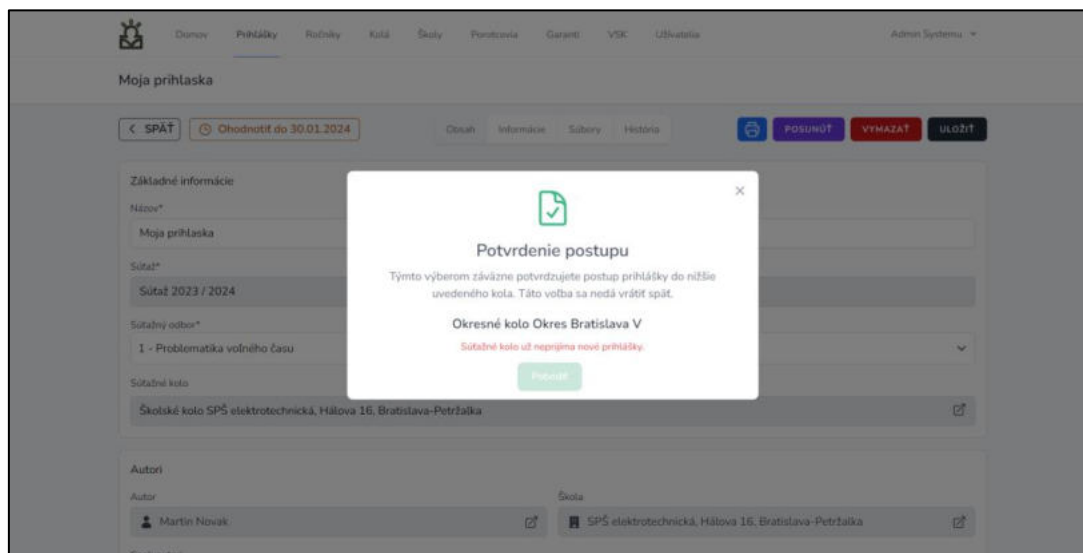 Domov Prihlášky Ročníky Kolá Školy Porotcovia Garanti VSK Užívatelia Admin Systemu
Moja prihlaska
SPÄŤ Ohodnotiť do 30.01.2024 Obsah Informácie Súbory História POSUNÚŤ VYMAZAŤ ULOŽIŤ
Základné informácie
Názov*
Moja prihlaska
Súťaž*
Súťaž 2023 / 2024
Súťažný odbor*
1 - Problematika voľného času
Súťažné kolo
Školské kolo SPŠ elektrotechnická, Hálova 16, Bratislava-Petržalka
Potvrdenie postupu
Týmto výberom záväzne potvrdzujete postup prihlášky do nižšie
uvedeného kola. Táto voľba sa nedá vrátiť späť.
Okresné kolo Okres Bratislava V
Súťažné kolo už neprijíma nové prihlášky.
Autori
Autor Škola
Martin Novak SPŠ elektrotechnická, Hálova 16, Bratislava-Petržalka